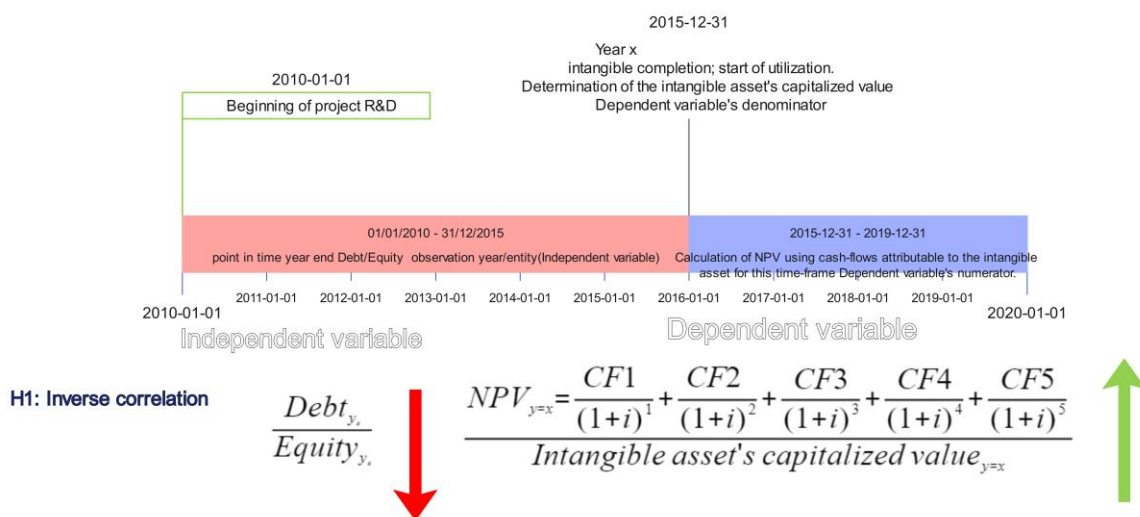 2015-12-31
Year x
intangible completion; start of utilization.
Determination of the intangible asset's capitalized value
Dependent variable's denominator
2010-01-01
Beginning of project R&D
01/01/2010 - 31/12/2015
point in time year end Debt/Equity observation year/entity(Independent variable)
2015-12-31 - 2019-12-31
Calculation of NPV using cash-flows attributable to the intangible
asset for this time-frame Dependent variable's numerator.
2011-01-01 2012-01-01 2013-01-01 2014-01-01 2015-01-01 2016-01-01 2017-01-01 2018-01-01 2019-01-01
2010-01-01 2020-01-01
Independent variable Dependent variable
H1: Inverse correlation
Debt
Equity
NPV y=x = CF1 + CF2 + CF3 + CF4 + CF5
(1+i)1 (1+i)2 (1+i)3 (1+i)4 (1+i)5
Intangible asset's capitalized value y=x